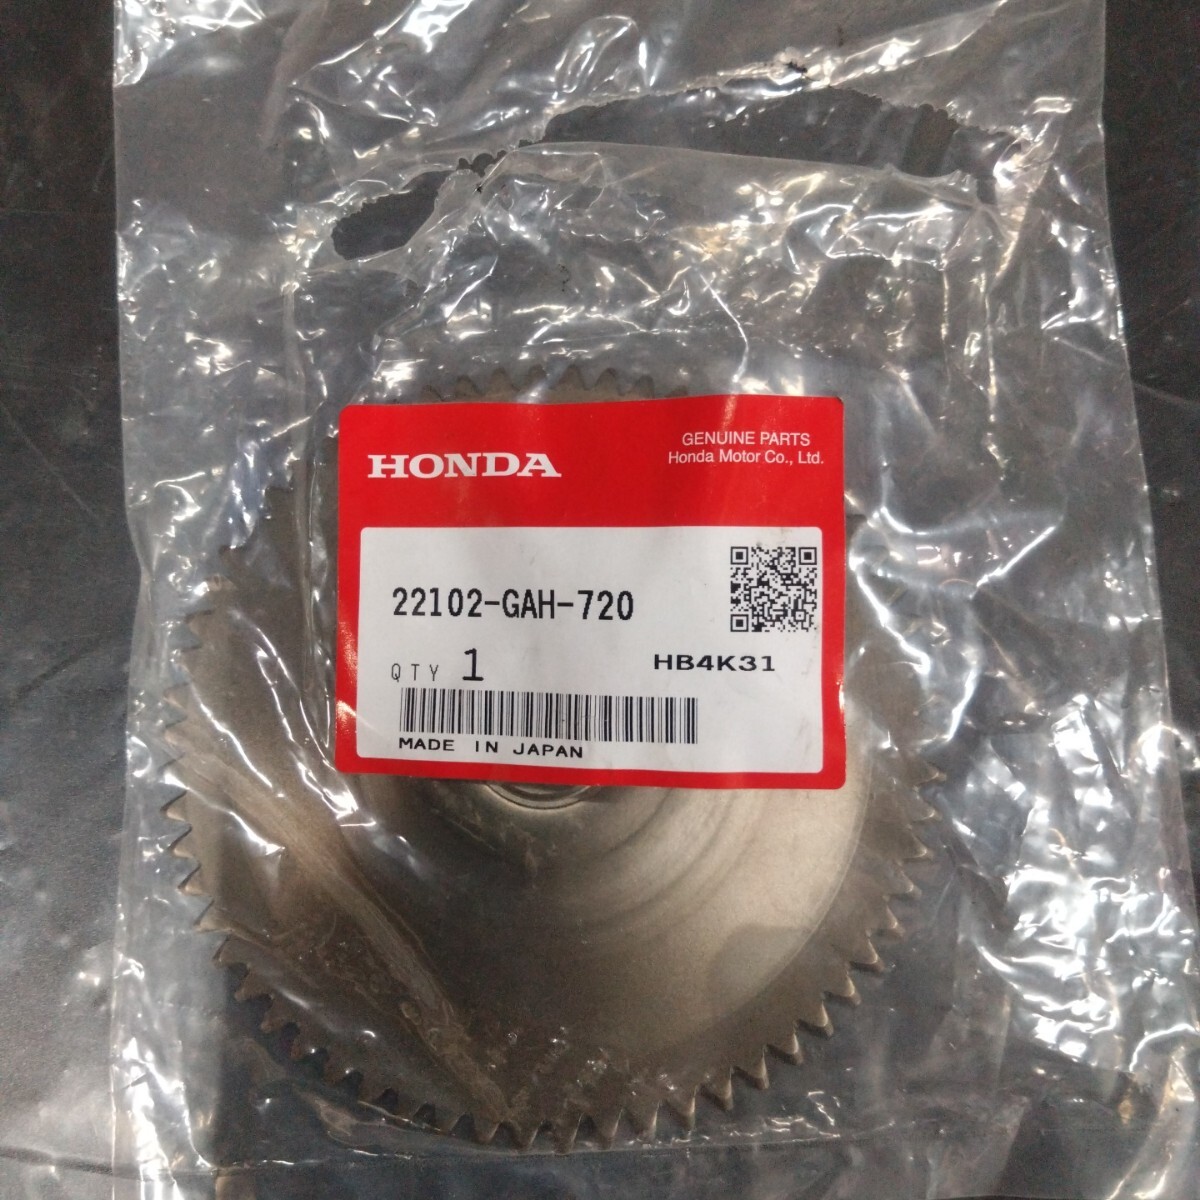 HONDA
GENUINE PARTS
Honda Motor Co., Ltd.
22102-GAH-720
QTY 1
HB4K31
MADE IN JAPAN